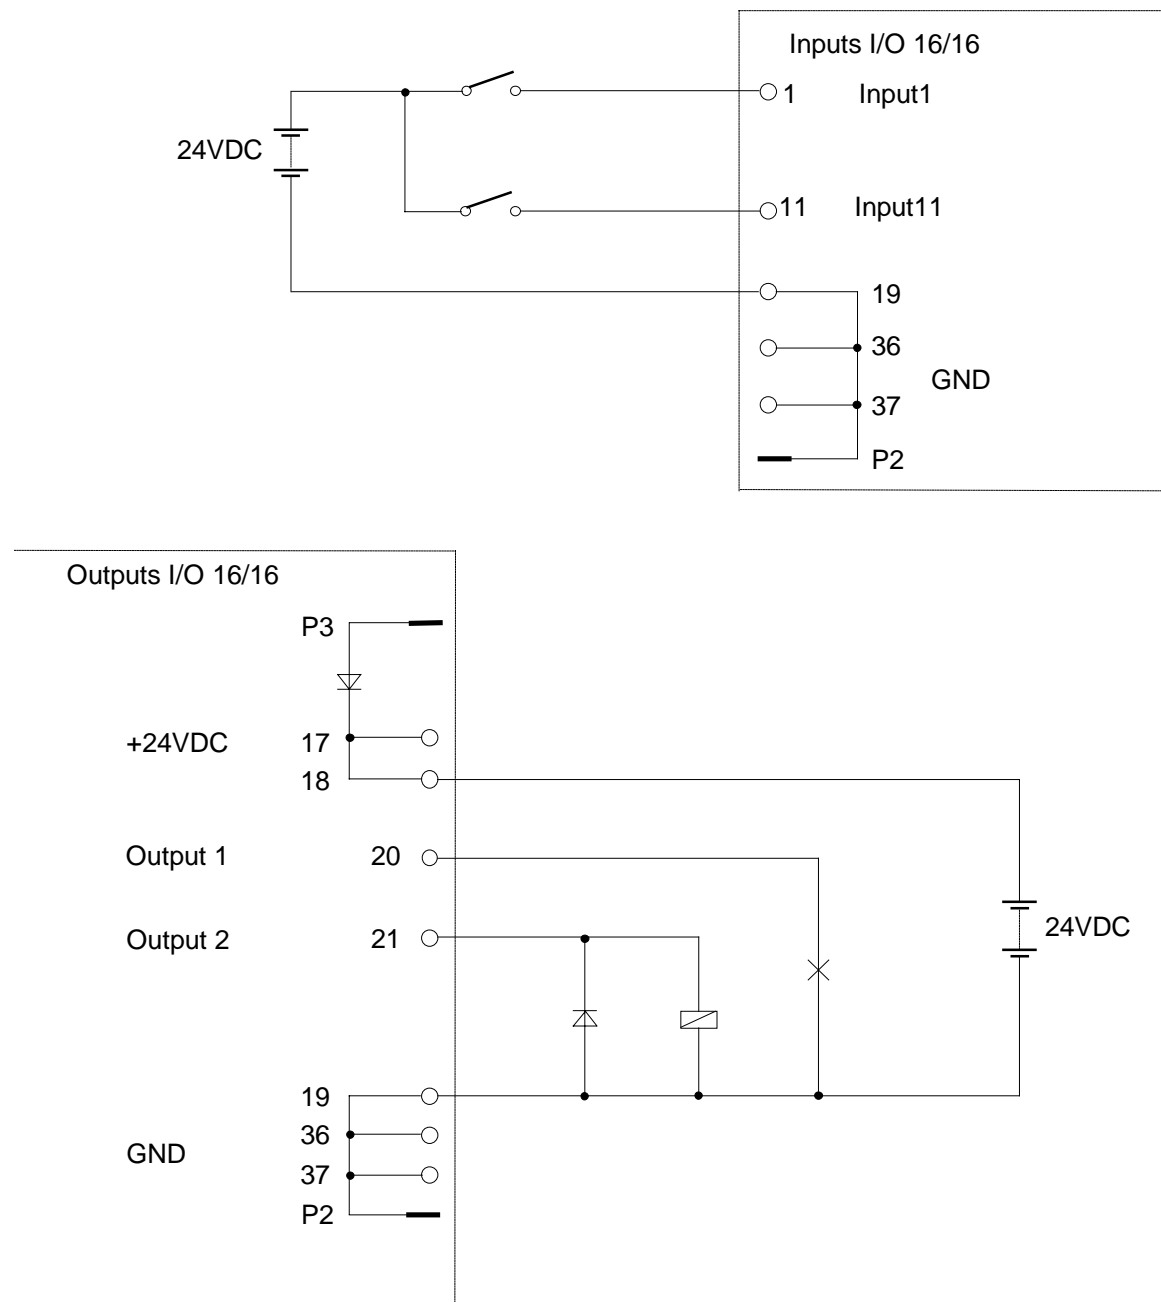 Inputs I/O 16/16
1 Input1
24VDC
11 Input11
19
36
GND
37
P2
Outputs I/O 16/16
P3
+24VDC 17
18
Output 1 20
24VDC
Output 2 21
19
36
GND
37
P2